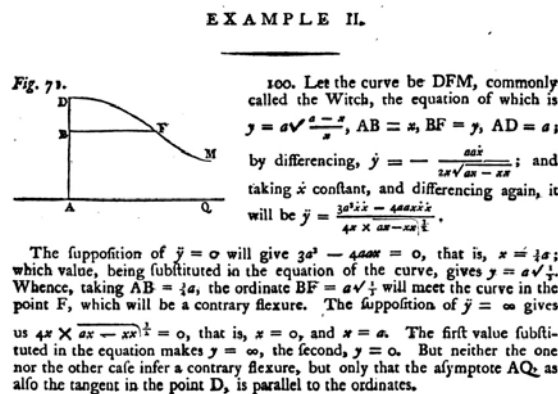 EXAMPLE II.
Fig. 71.
D
B
F
M
A
Q
100. Let the curve be DFM, commonly
called the Witch, the equation of which is
y = a√(a − x)/x, AB = x, BF = y, AD = a;
by differencing, ẏ = − aaẋ/(2x√(ax − xx)); and
taking ẋ conſtant, and differencing again, it
will be ÿ = (3a³ẋẋ − 4aaxẋẋ)/(4x × (ax−xx)^(3/2)).
The ſuppoſition of ÿ = 0 will give 3a³ − 4aax = 0, that is, x = ¾a;
which value, being ſubſtituted in the equation of the curve, gives y = a√⅓.
Whence, taking AB = ¾a, the ordinate BF = a√⅓ will meet the curve in the
point F, which will be a contrary flexure. The ſuppoſition of ÿ = ∞ gives
us 4x × (ax − xx)^(3/2) = 0, that is, x = 0, and x = a. The firſt value ſubſti-
tuted in the equation makes y = ∞, the ſecond, y = 0. But neither the one
nor the other caſe infer a contrary flexure, but only that the aſymptote AQ, as
alſo the tangent in the point D, is parallel to the ordinates.